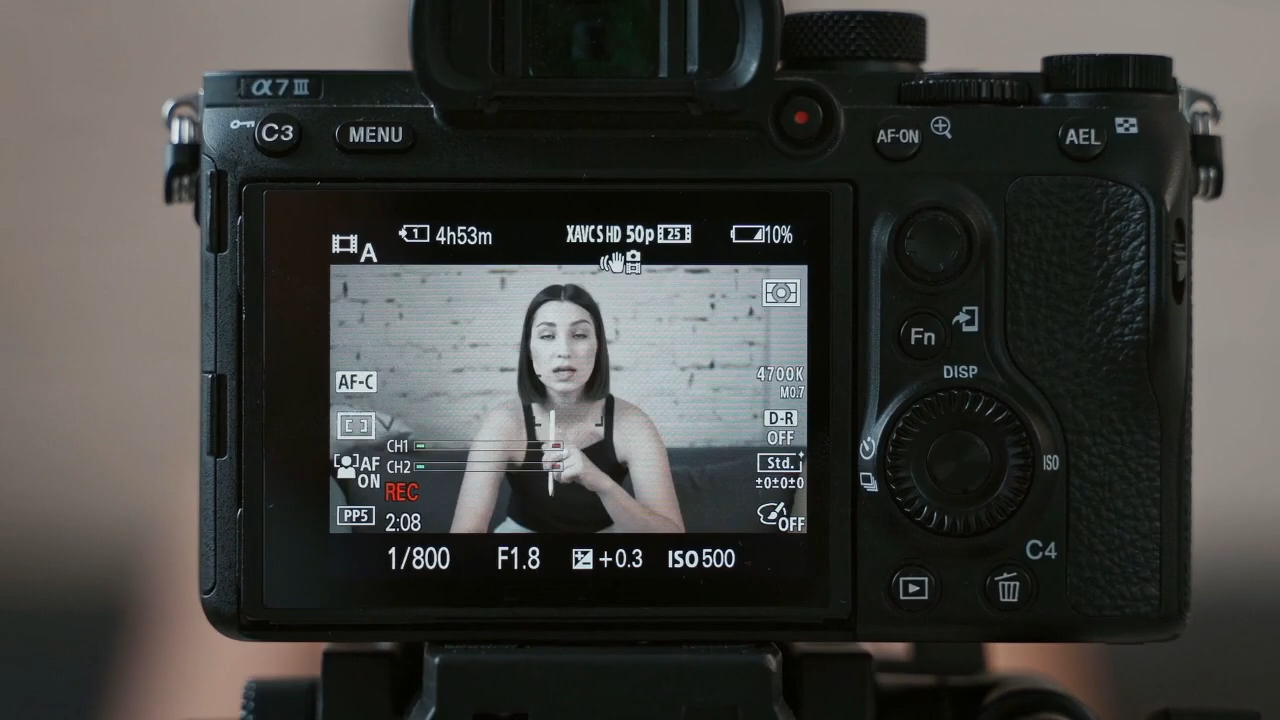 α7III
C3
MENU
AF-ON
AEL
A
1
4h53m
XAVC S HD 50p 25
10%
4700K
M0.7
AF-C
D-R
OFF
CH1
CH2
AF
ON
Std.
±0±0±0
REC
PP5
2:08
OFF
1/800
F1.8
+0.3
ISO 500
Fn
DISP
ISO
C4